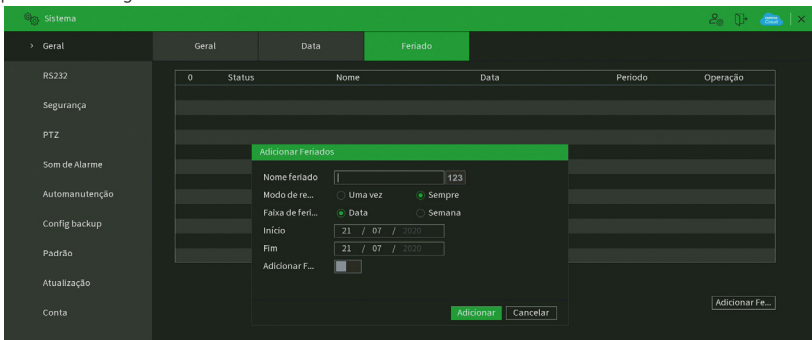 Sistema
Geral
RS232
Segurança
PTZ
Som de Alarme
Automanutenção
Config backup
Padrão
Atualização
Conta
Geral Data Feriado
0 Status Nome Data Período Operação
Adicionar Feriados
Nome feriado 123
Modo de re... Uma vez Sempre
Faixa de feri... Data Semana
Início 21 / 07 / 2020
Fim 21 / 07 / 2020
Adicionar F...
Adicionar Cancelar
Adicionar Fe...